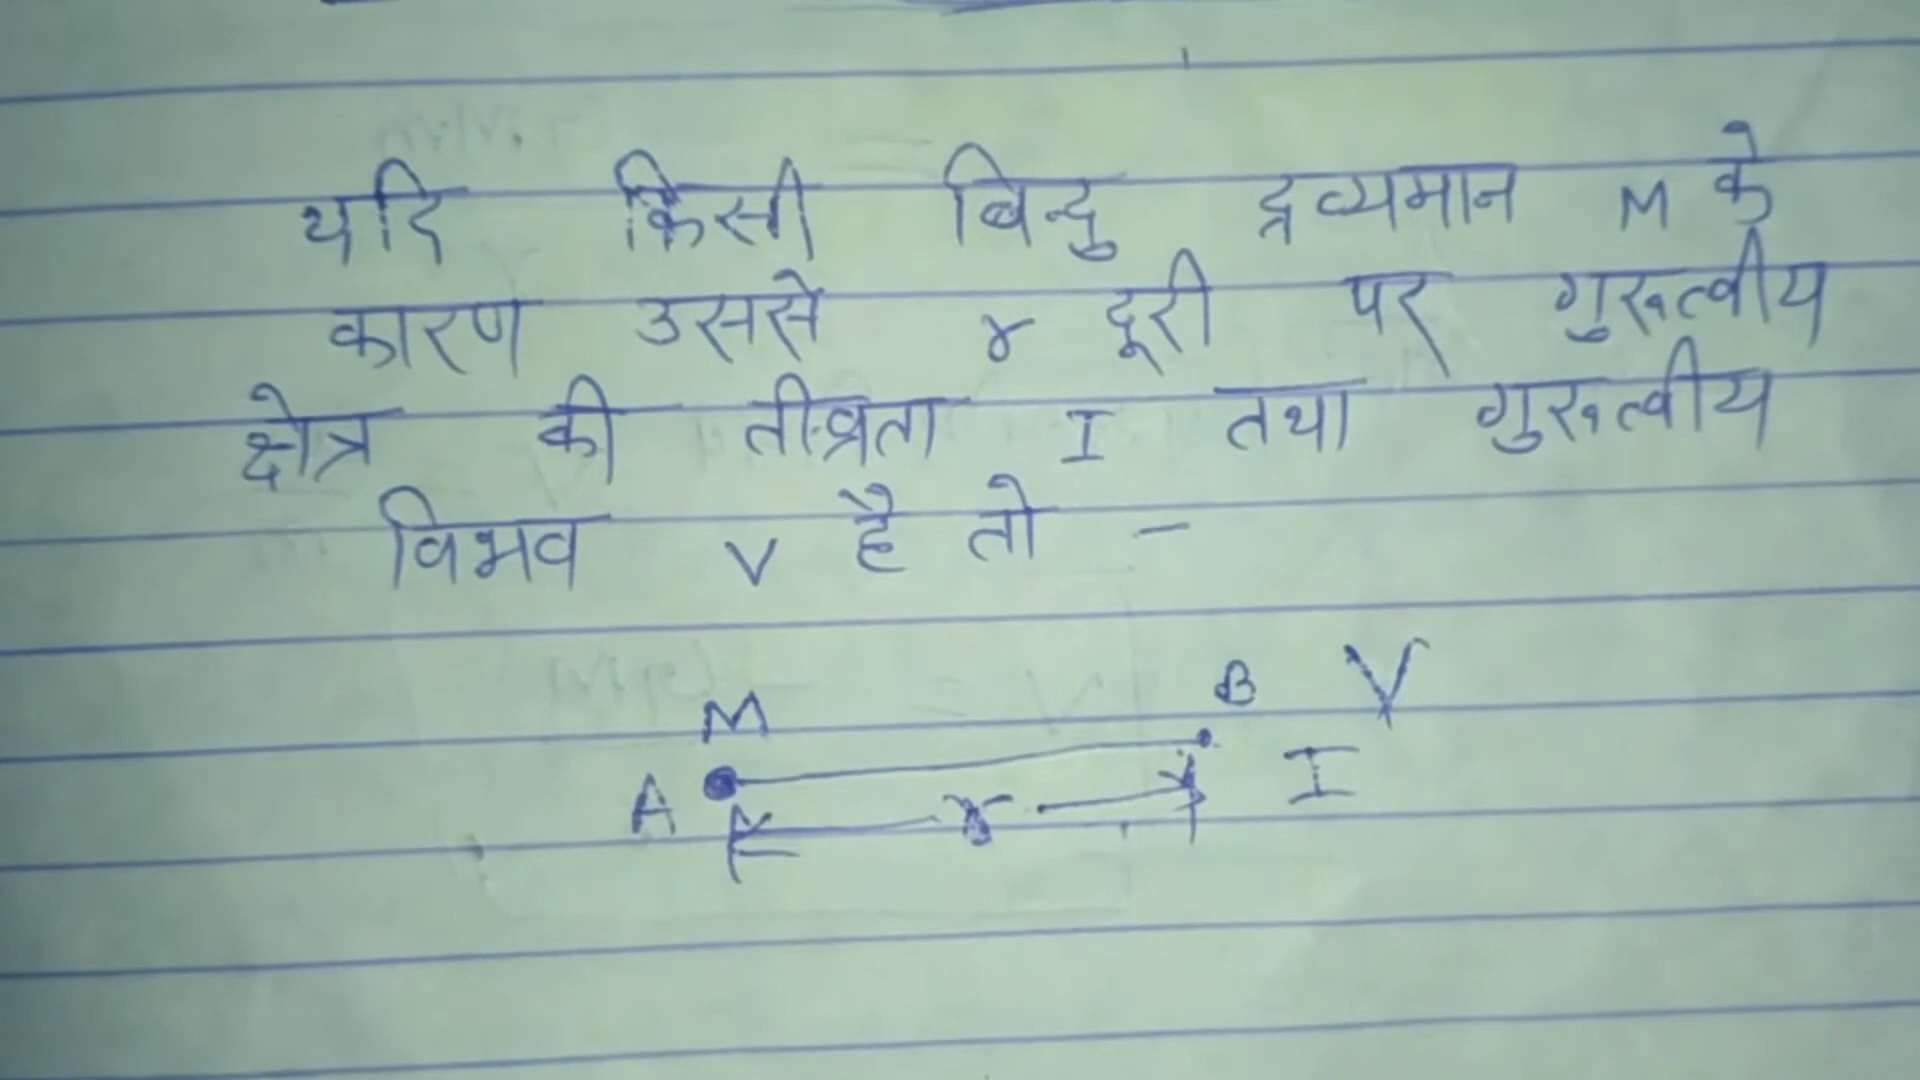 यदि किसी बिन्दु द्रव्यमान M के
कारण उससे r दूरी पर गुरुत्वीय
क्षेत्र की तीव्रता I तथा गुरुत्वीय
विभव V है तो -
M B V
A r I